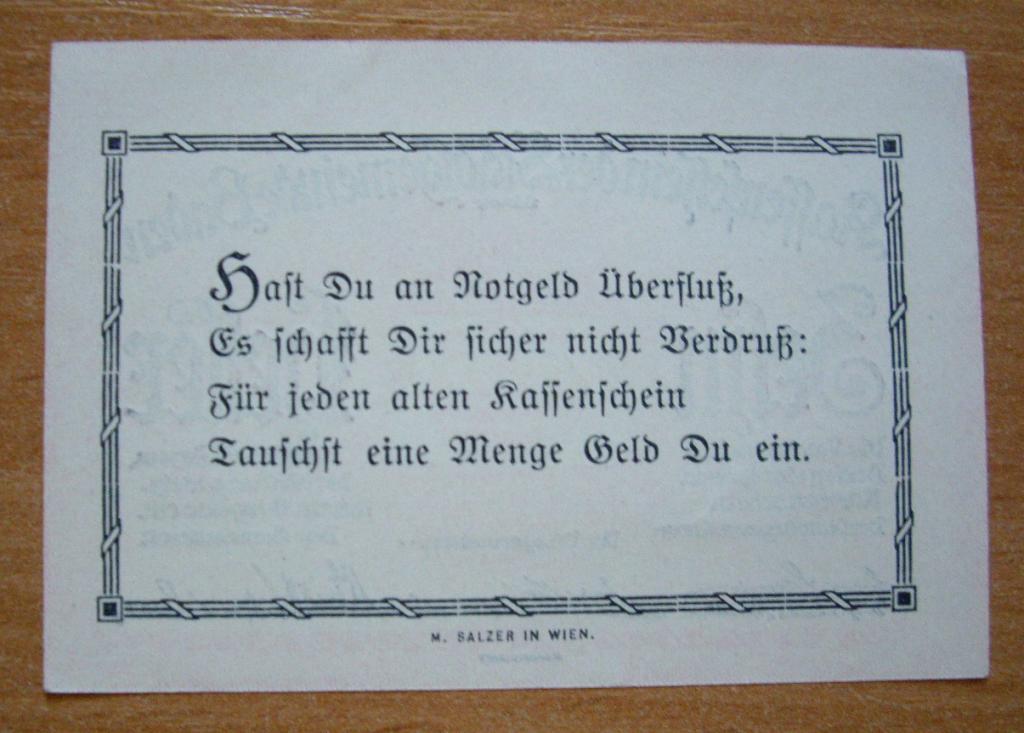 Hast Du an Notgeld Überfluß,
Es schafft Dir sicher nicht Verdruß:
Für jeden alten Kassenschein
Tauschst eine Menge Geld Du ein.
M. SALZER IN WIEN.